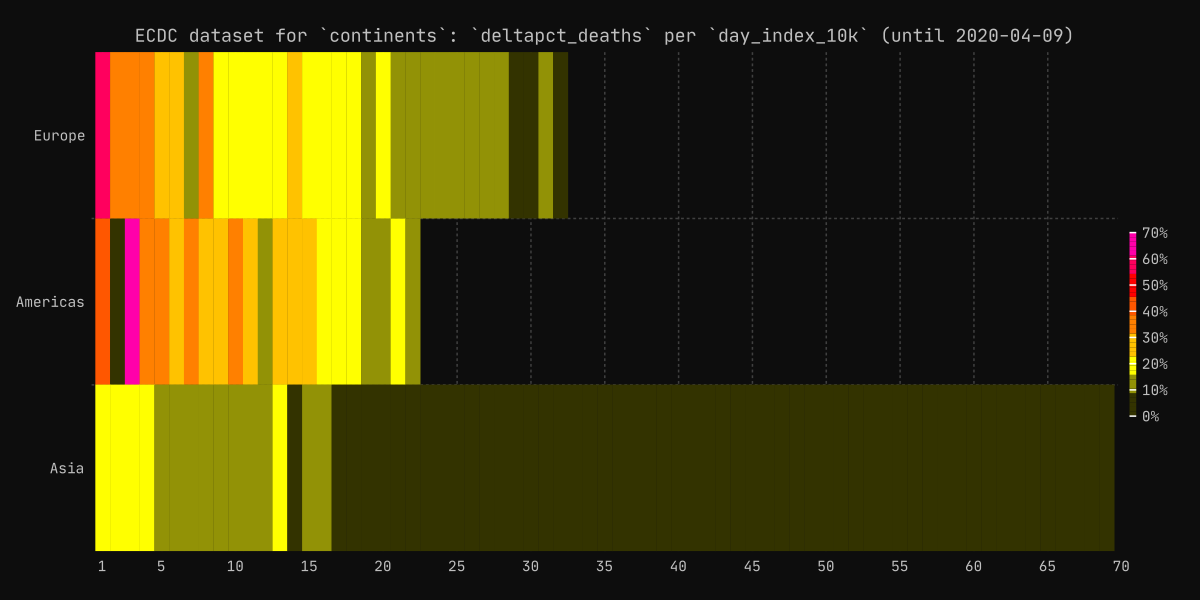 ECDC dataset for `continents`: `deltapct_deaths` per `day_index_10k` (until 2020-04-09)
Europe
Americas
Asia
70%
60%
50%
40%
30%
20%
10%
0%
1 5 10 15 20 25 30 35 40 45 50 55 60 65 70